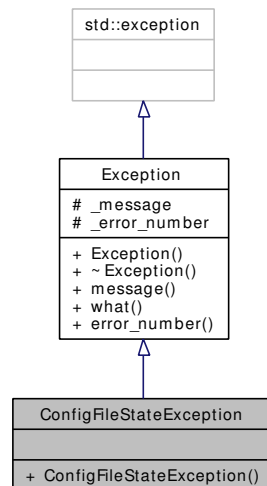 std::exception
Exception
# _message
# _error_number
+ Exception()
+ ~Exception()
+ message()
+ what()
+ error_number()
ConfigFileStateException
+ ConfigFileStateException()